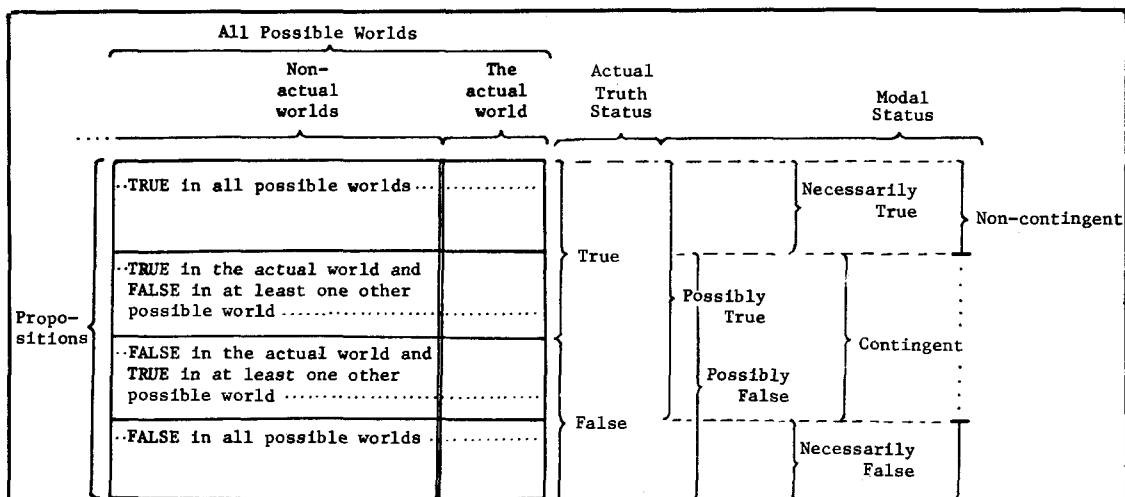 All Possible Worlds
Non-
actual
worlds
The
actual
world
Actual
Truth
Status
Modal
Status
TRUE in all possible worlds
Necessarily
True
Non-contingent
True
TRUE in the actual world and
FALSE in at least one other
possible world
Possibly
True
Propo-
sitions
Contingent
FALSE in the actual world and
TRUE in at least one other
possible world
Possibly
False
False
FALSE in all possible worlds
Necessarily
False